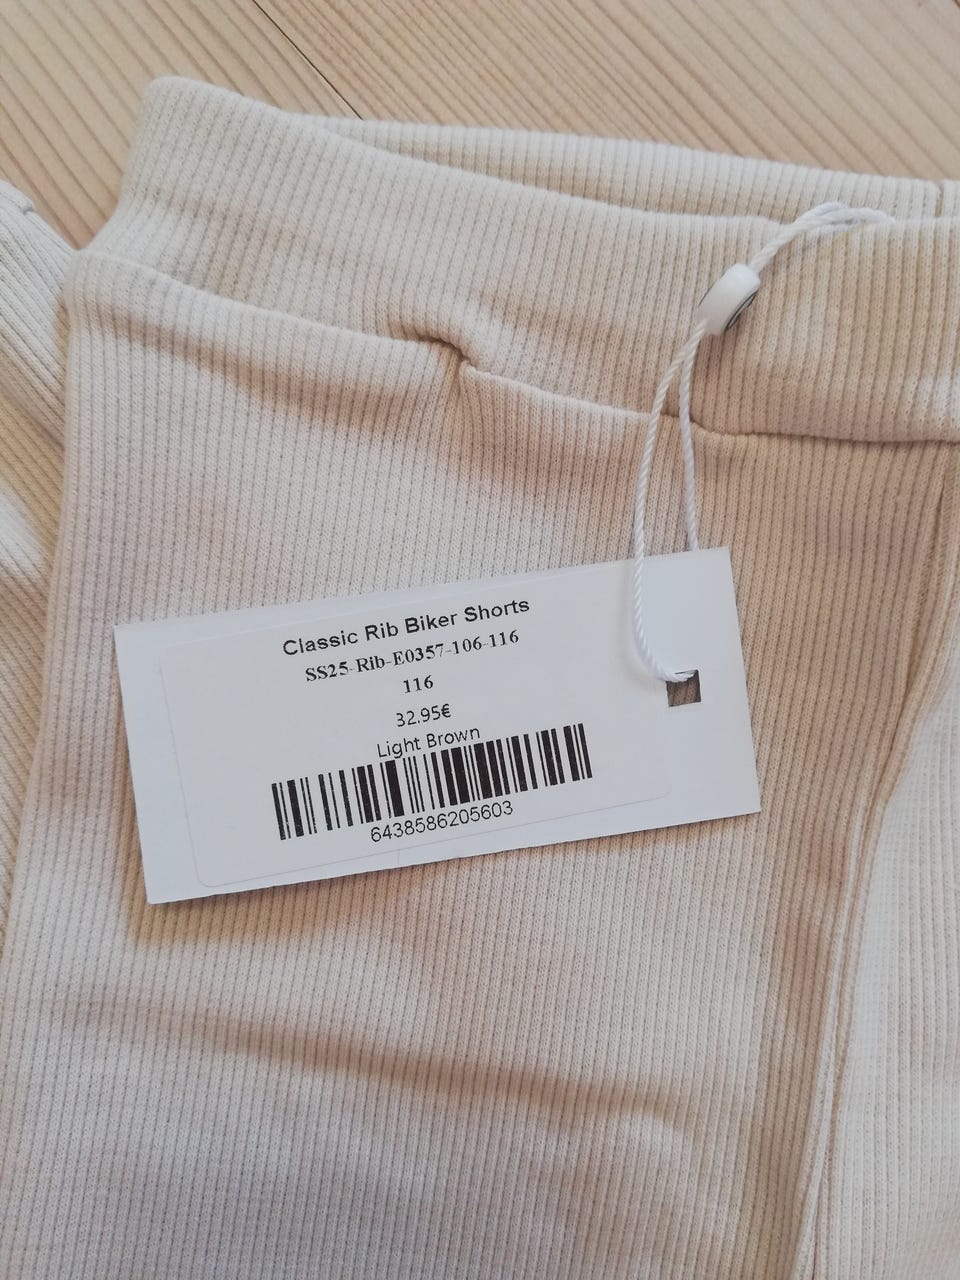 Classic Rib Biker Shorts
SS25-Rib-E0357-106-116
116
32.95€
Light Brown
6438586205603